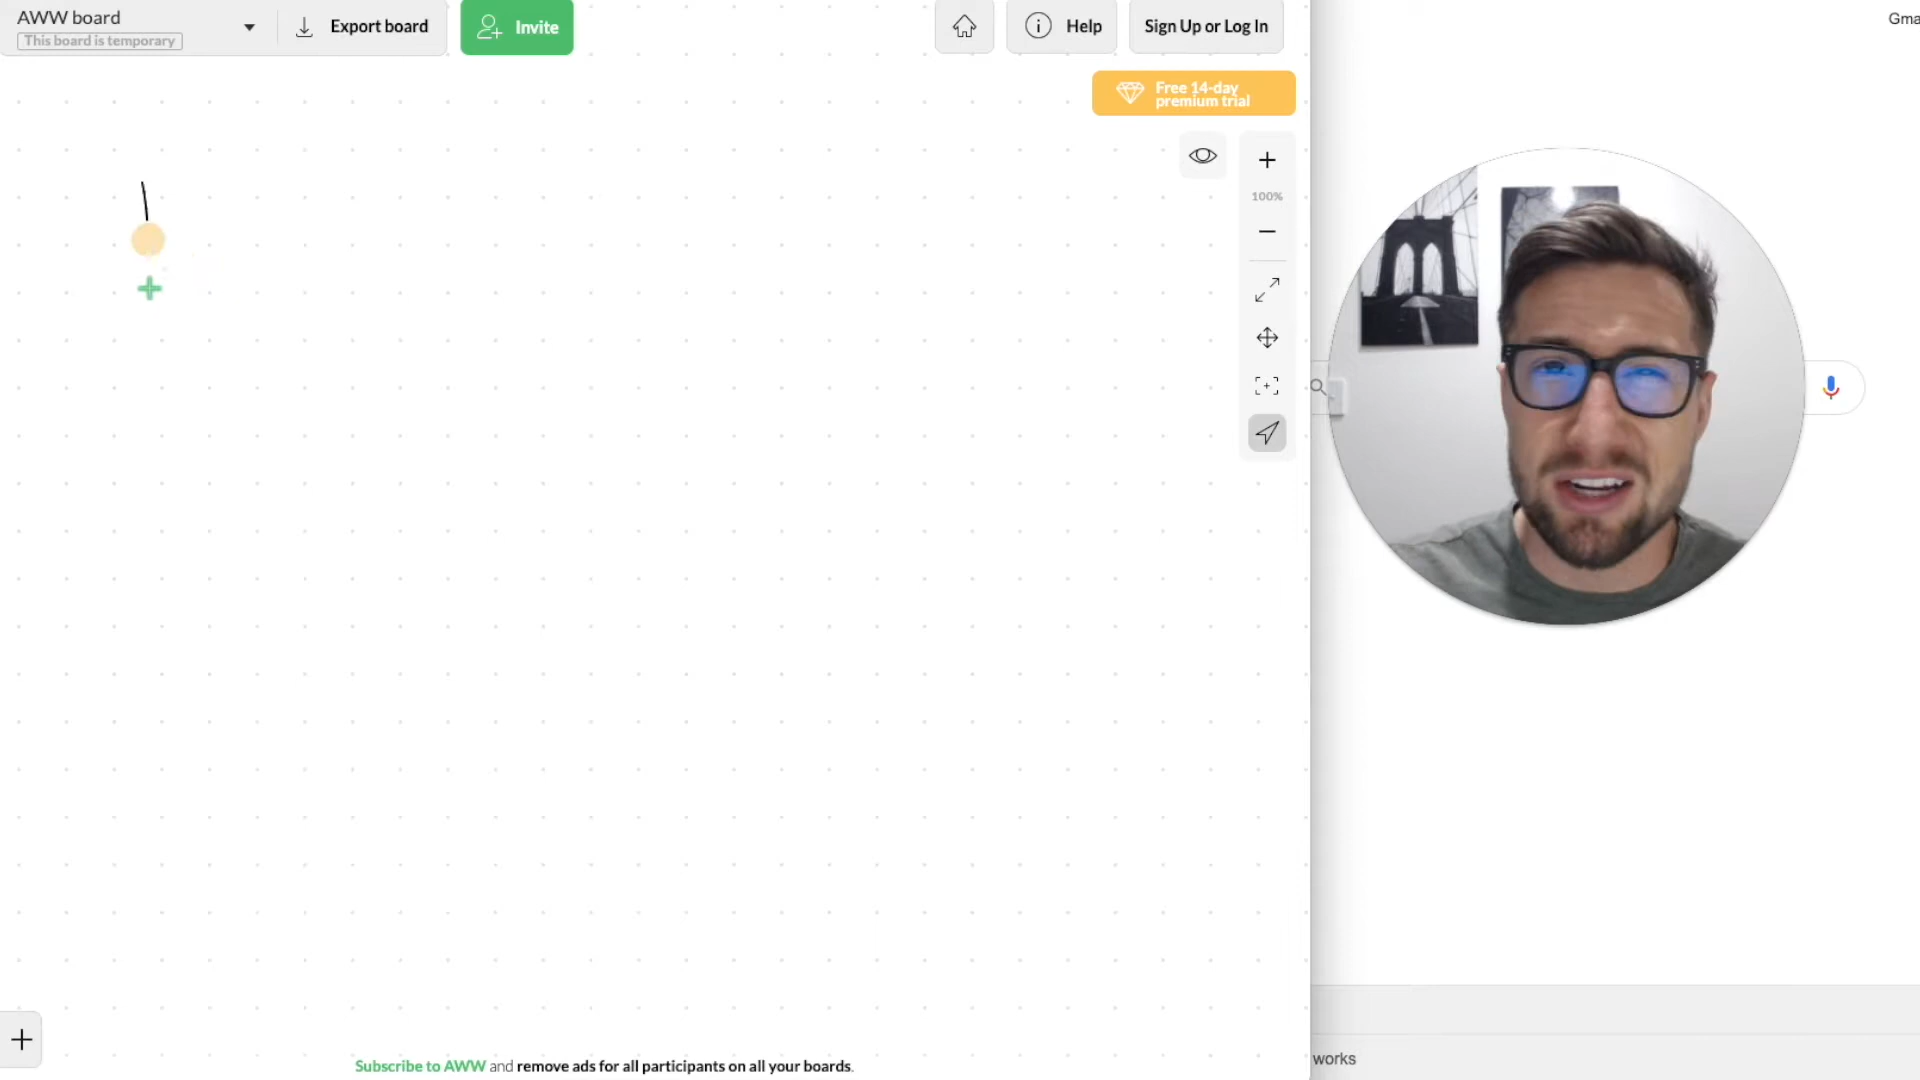 AWW board
This board is temporary
Export board
Invite
Help
Sign Up or Log In
Gma
Free 14-day
premium trial
100%
Subscribe to AWW and remove ads for all participants on all your boards.
works